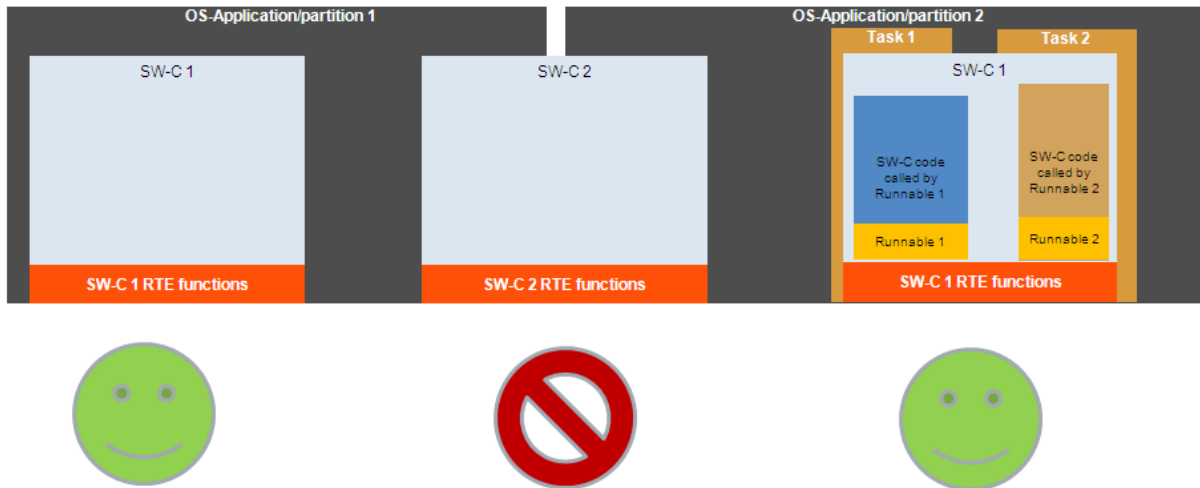 OS-Application/partition 1
OS-Application/partition 2
Task 1
Task 2
SW-C 1
SW-C 2
SW-C 1
SW-C code
called by
Runnable 1
SW-C code
called by
Runnable 2
Runnable 1
Runnable 2
SW-C 1 RTE functions
SW-C 2 RTE functions
SW-C 1 RTE functions